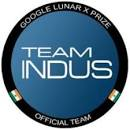 GOOGLE LUNAR X PRIZE
TEAM
INDUS
OFFICIAL TEAM